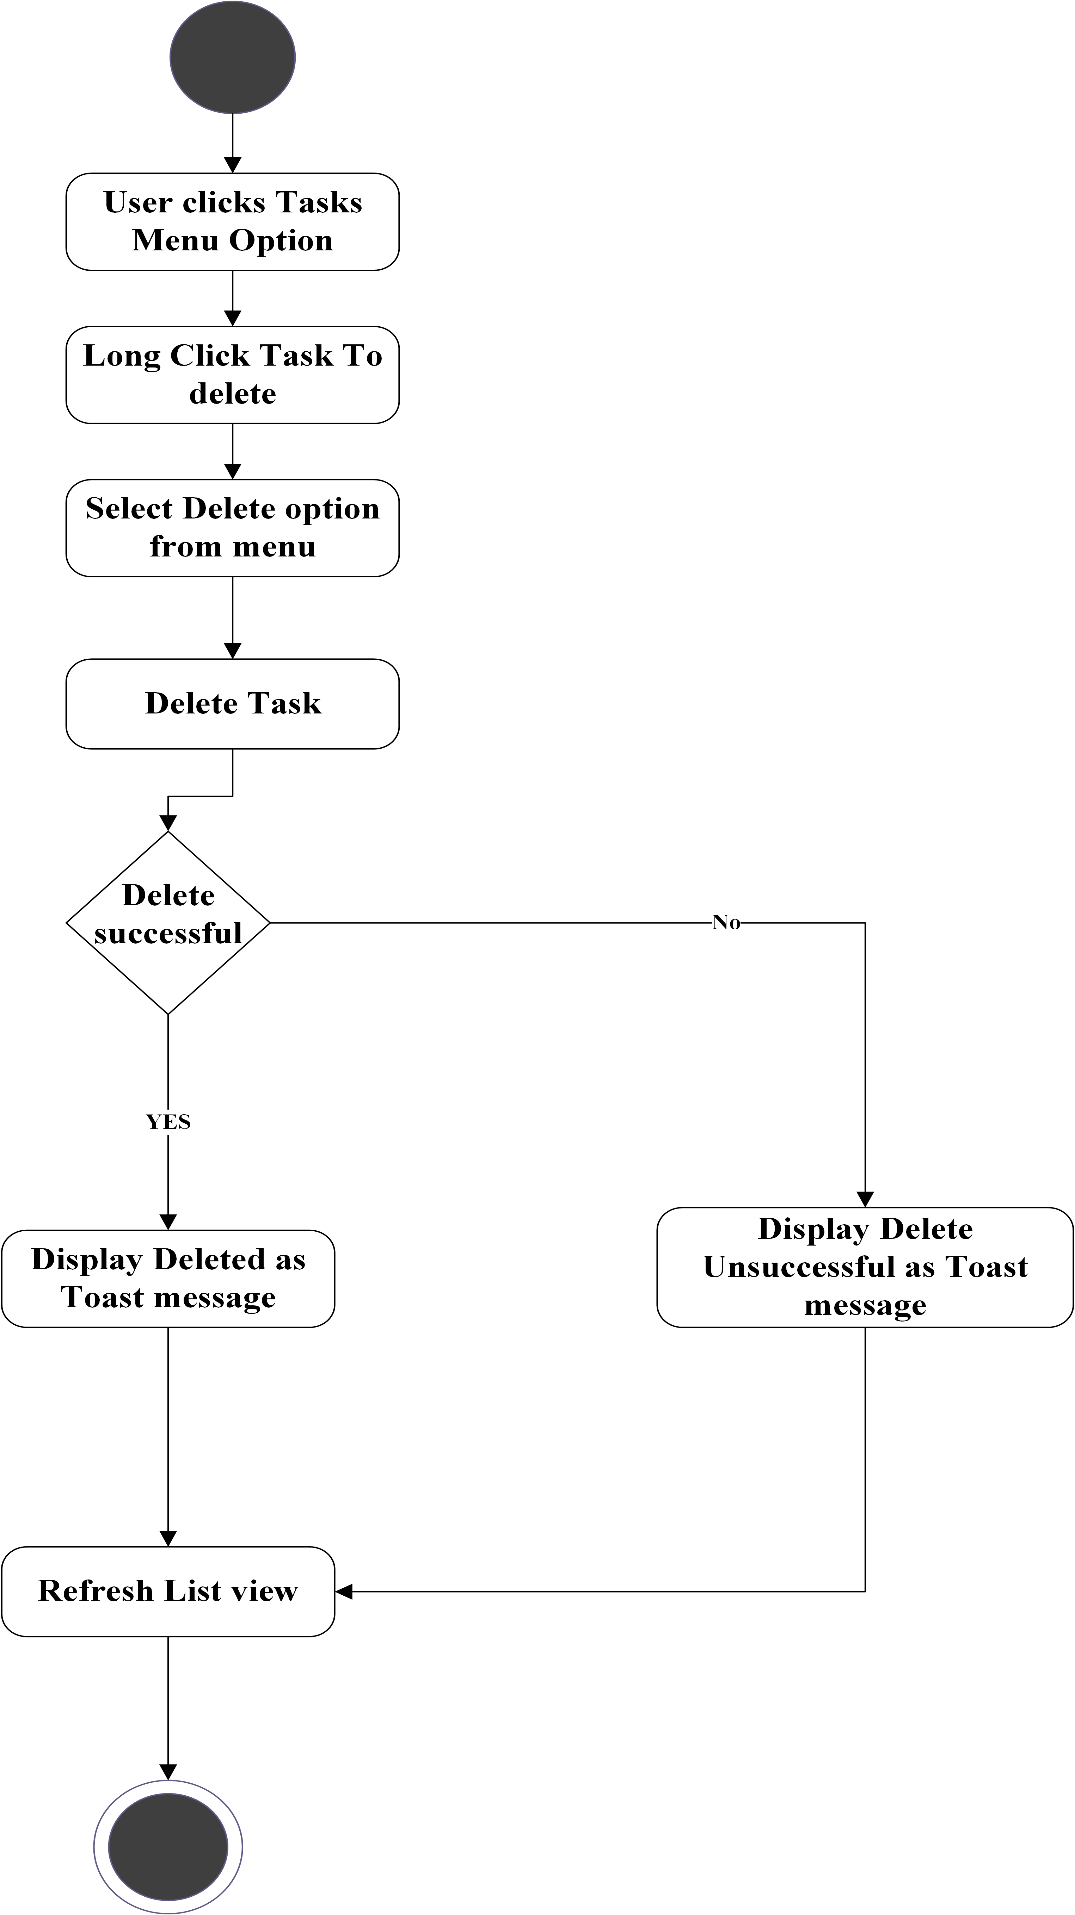 User clicks Tasks
Menu Option
Long Click Task To
delete
Select Delete option
from menu
Delete Task
Delete
successful
No
YES
Display Deleted as
Toast message
Display Delete
Unsuccessful as Toast
message
Refresh List view